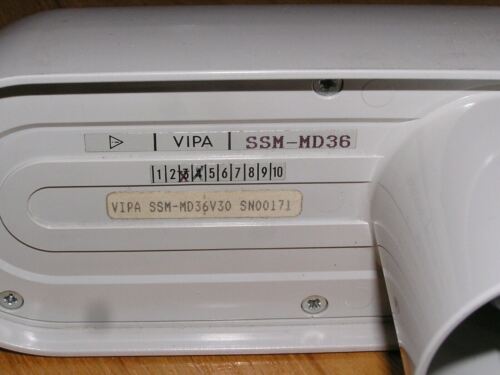 VIPA SSM-MD36
1 2 3 4 5 6 7 8 9 10
VIPA SSM-MD36V30 SN00171